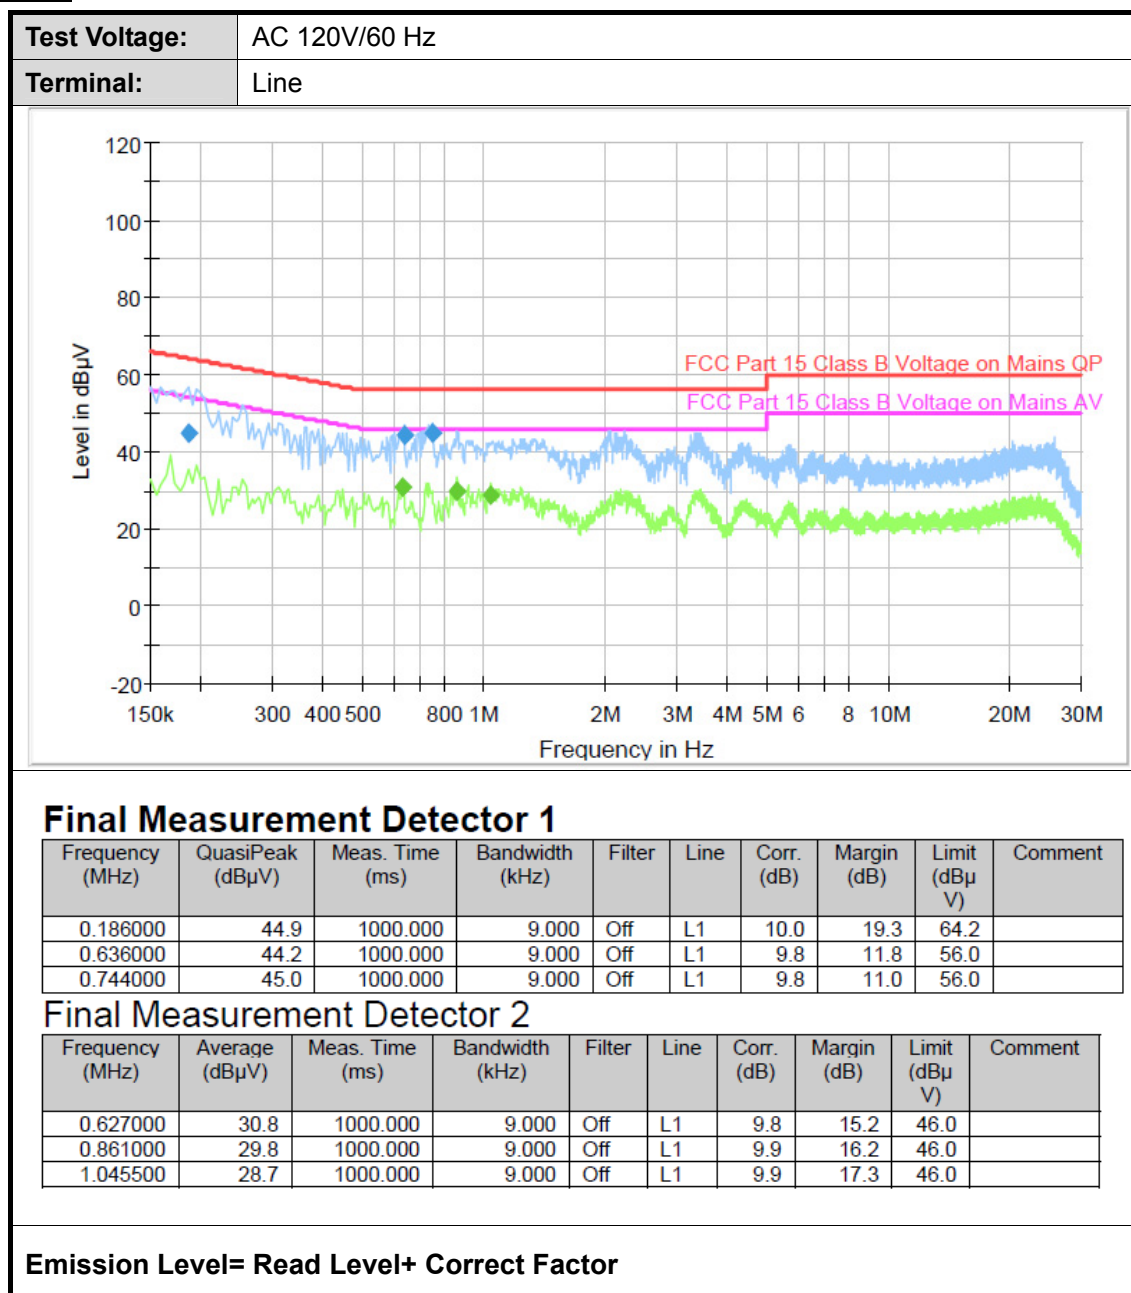 Test Voltage: AC 120V/60 Hz
Terminal: Line
120
100
80
60
40
20
0
-20
Level in dBµV
FCC Part 15 Class B Voltage on Mains QP
FCC Part 15 Class B Voltage on Mains AV
150k 300 400 500 800 1M 2M 3M 4M 5M 6 8 10M 20M 30M
Frequency in Hz
Final Measurement Detector 1
Frequency (MHz) QuasiPeak (dBµV) Meas. Time (ms) Bandwidth (kHz) Filter Line Corr. (dB) Margin (dB) Limit (dBµV) Comment
0.186000 44.9 1000.000 9.000 Off L1 10.0 19.3 64.2
0.636000 44.2 1000.000 9.000 Off L1 9.8 11.8 56.0
0.744000 45.0 1000.000 9.000 Off L1 9.8 11.0 56.0
Final Measurement Detector 2
Frequency (MHz) Average (dBµV) Meas. Time (ms) Bandwidth (kHz) Filter Line Corr. (dB) Margin (dB) Limit (dBµV) Comment
0.627000 30.8 1000.000 9.000 Off L1 9.8 15.2 46.0
0.861000 29.8 1000.000 9.000 Off L1 9.9 16.2 46.0
1.045500 28.7 1000.000 9.000 Off L1 9.9 17.3 46.0
Emission Level= Read Level+ Correct Factor